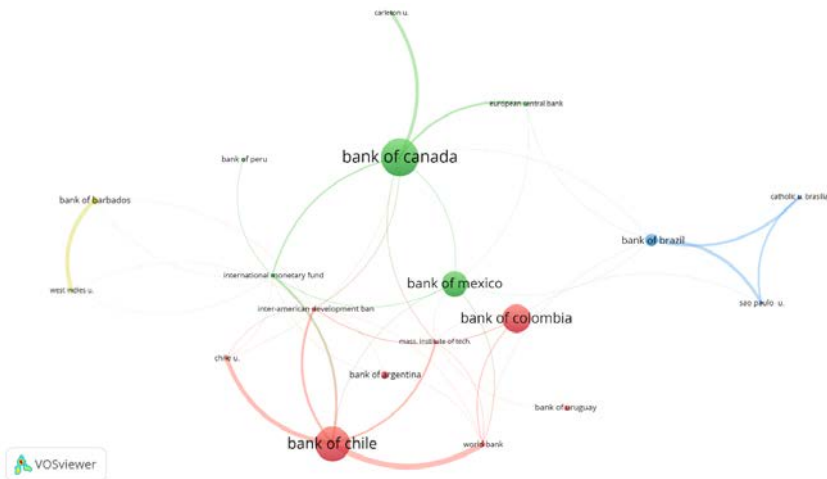 carleton u.
european central bank
bank of canada
bank of peru
bank of barbados
catholic u. brasilia
bank of brazil
international monetary fund
west indies u.
bank of mexico
sao paulo u.
inter-american development ban
bank of colombia
mass. institute of tech.
chile u.
bank of argentina
bank of uruguay
bank of chile
world bank
VOSviewer